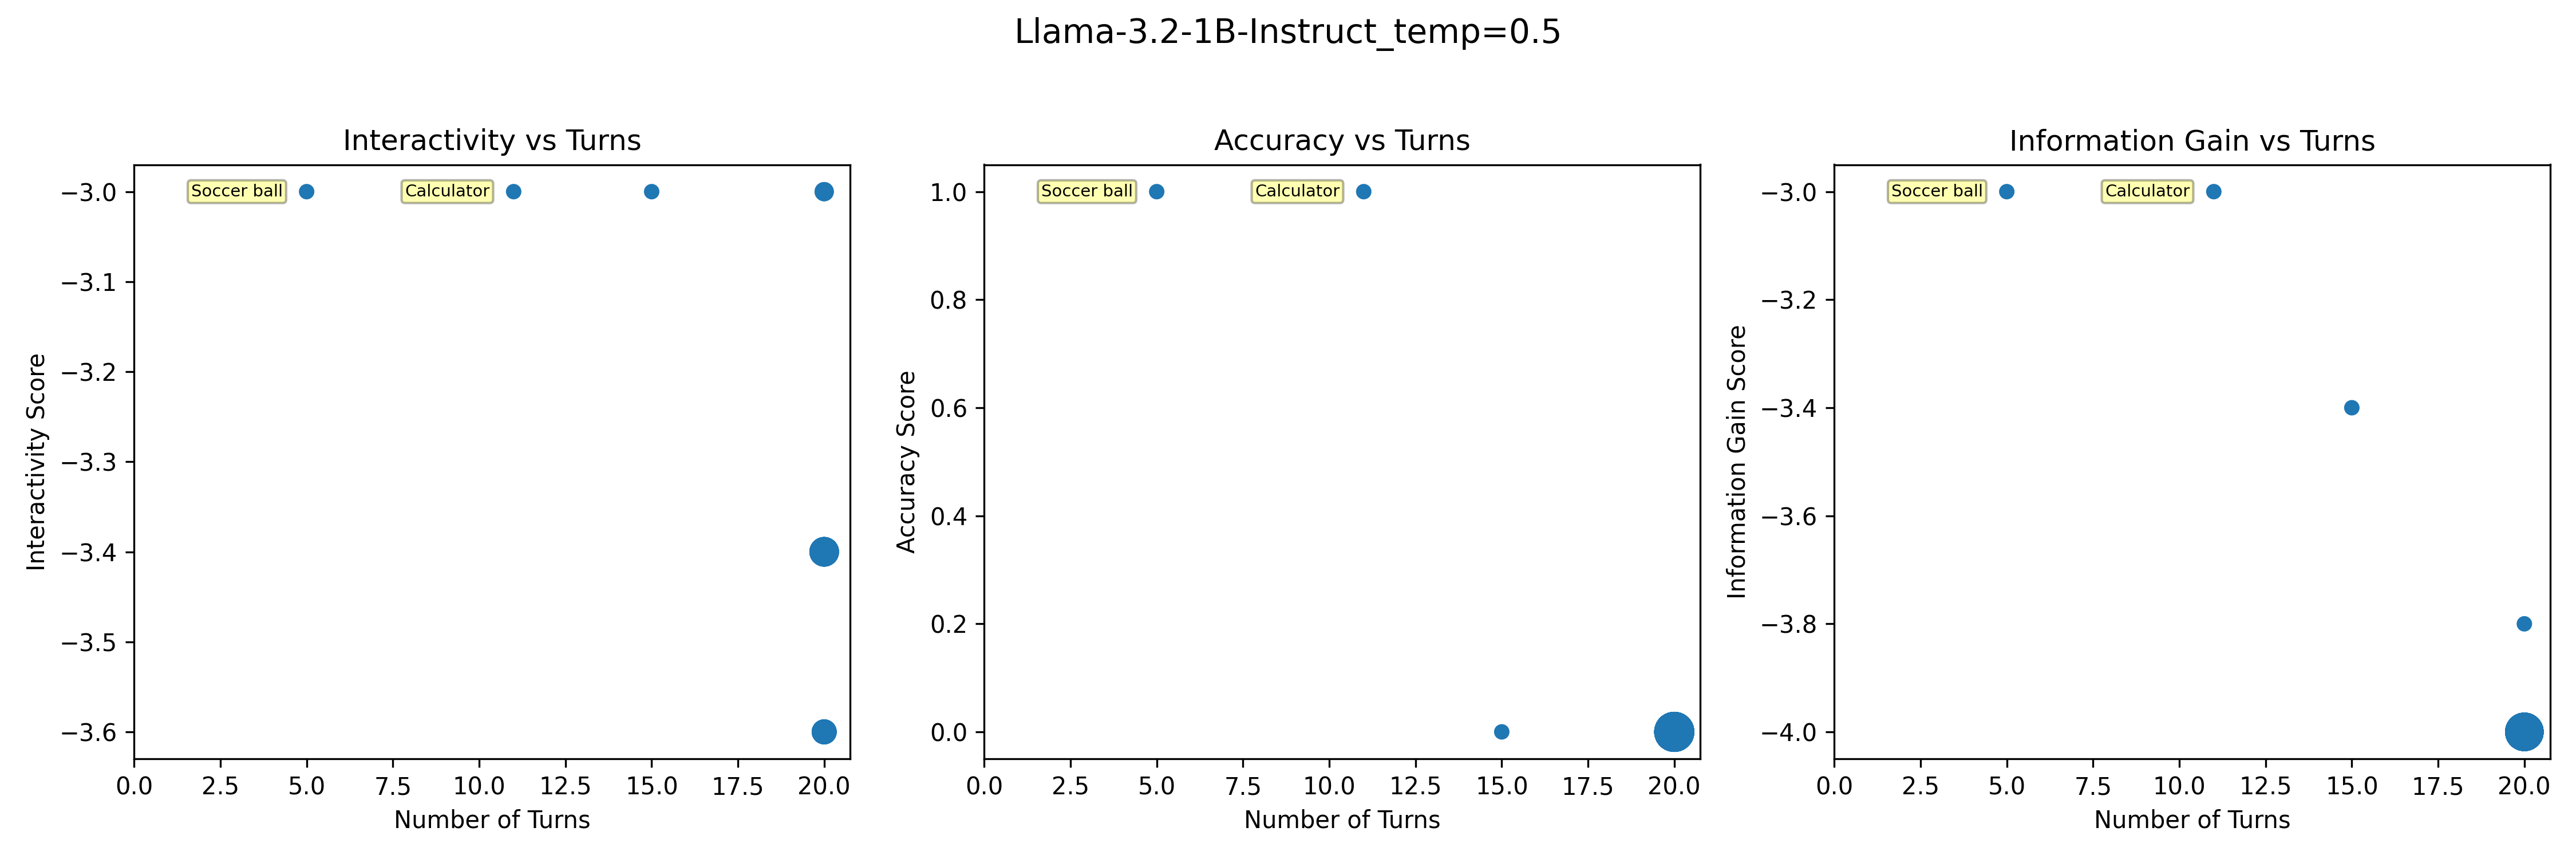 Llama-3.2-1B-Instruct_temp=0.5
Interactivity vs Turns
Interactivity Score
−3.0
−3.1
−3.2
−3.3
−3.4
−3.5
−3.6
Soccer ball
Calculator
0.0 2.5 5.0 7.5 10.0 12.5 15.0 17.5 20.0
Number of Turns
Accuracy vs Turns
Accuracy Score
1.0
0.8
0.6
0.4
0.2
0.0
Soccer ball
Calculator
0.0 2.5 5.0 7.5 10.0 12.5 15.0 17.5 20.0
Number of Turns
Information Gain vs Turns
Information Gain Score
−3.0
−3.2
−3.4
−3.6
−3.8
−4.0
Soccer ball
Calculator
0.0 2.5 5.0 7.5 10.0 12.5 15.0 17.5 20.0
Number of Turns